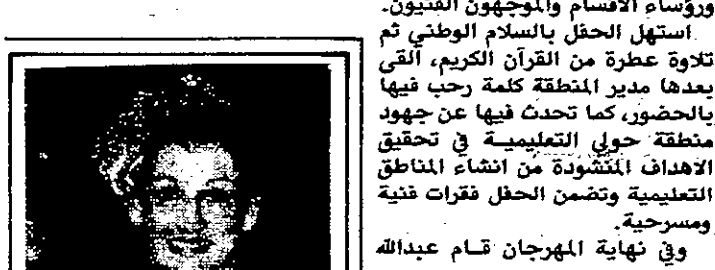 ورؤساء الاقسام والموجهون الفنيون.
استهل الحفل بالسلام الوطني ثم
تلاوة عطرة من القرآن الكريم، القى
بعدها مدير المنطقة كلمة رحب فيها
بالحضور، كما تحدث فيها عن جهود
منطقة حولي التعليمية في تحقيق
الاهداف المنشودة من انشاء المناطق
التعليمية وتضمن الحفل فقرات فنية
ومسرحية.
وفي نهاية المهرجان قام عبدالله